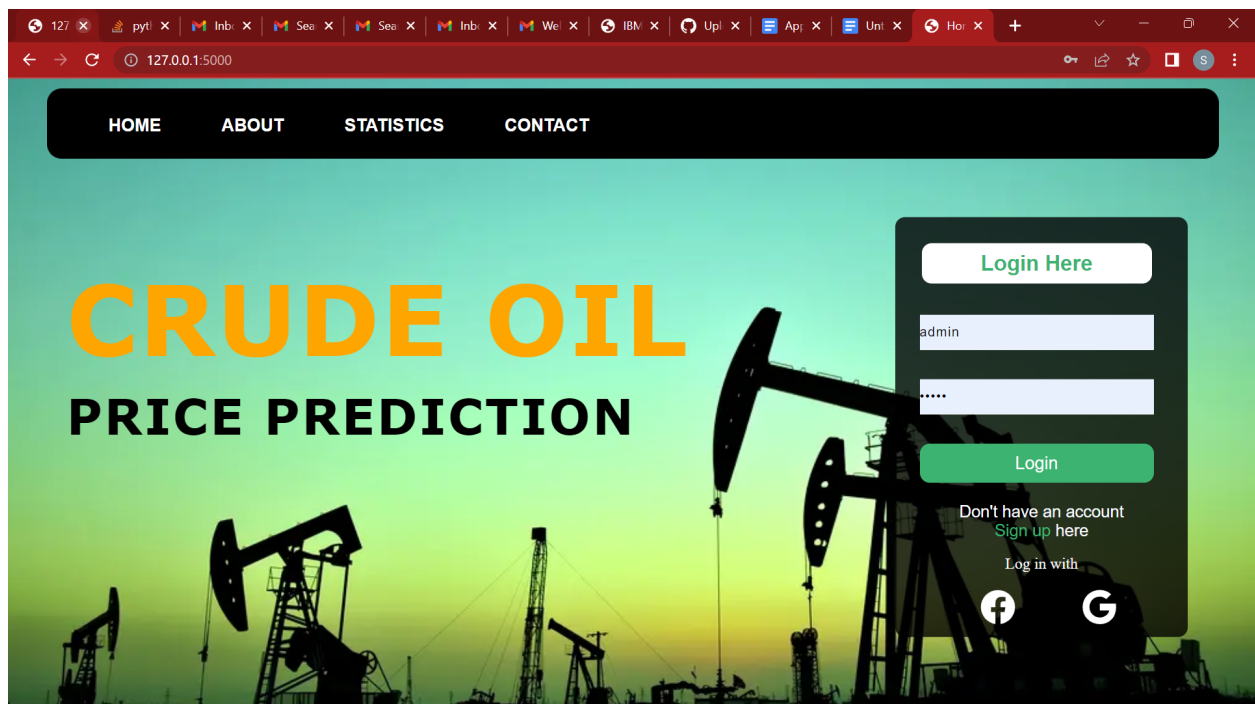 127
pytl
Inb
Sea
Sea
Inb
Wel
IBM
Upl
App
Unt
Hor
127.0.0.1:5000
S
HOME ABOUT STATISTICS CONTACT
Login Here
CRUDE OIL
admin
PRICE PREDICTION
•••••
Login
Don't have an account
Sign up here
Log in with